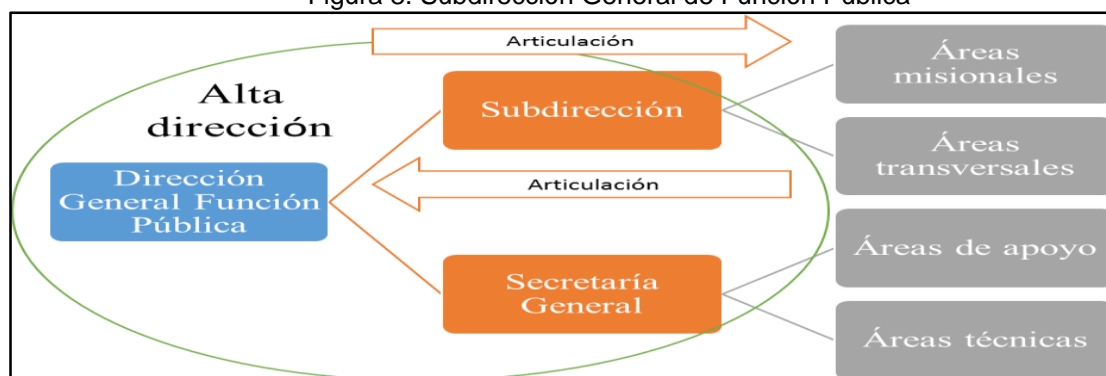 Figura Subdirección General de Función Pública
Articulación
Áreas
misionales
Alta
dirección
Subdirección
Áreas
transversales
Dirección
General Función
Pública
Articulación
Áreas de apoyo
Secretaría
General
Áreas técnicas